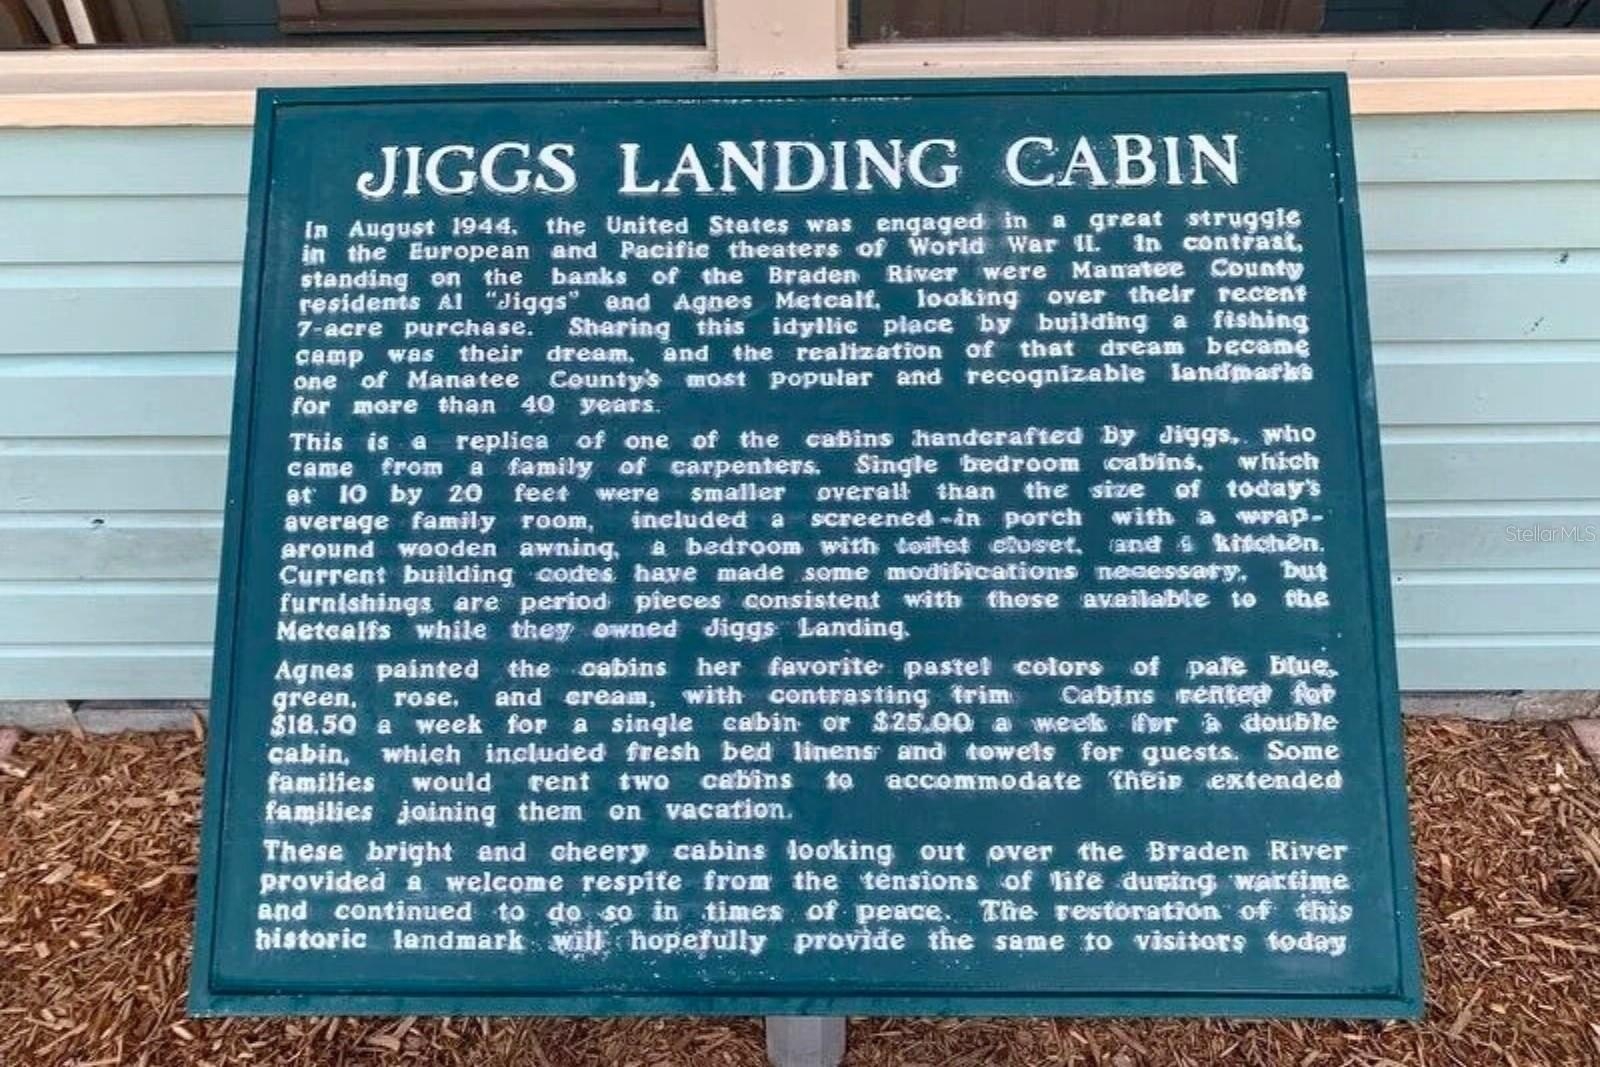 JIGGS LANDING CABIN
In August 1944, the United States was engaged in a great struggle
in the European and Pacific theaters of World War II. In contrast,
standing on the banks of the Braden River were Manatee County
residents Al "Jiggs" and Agnes Metcalf, looking over their recent
7-acre purchase. Sharing this idyllic place by building a fishing
camp was their dream, and the realization of that dream became
one of Manatee County's most popular and recognizable landmarks
for more than 40 years.
This is a replica of one of the cabins handcrafted by Jiggs, who
came from a family of carpenters. Single bedroom cabins, which
at 10 by 20 feet were smaller overall than the size of today's
average family room, included a screened-in porch with a wrap-
around wooden awning, a bedroom with toilet closet, and a kitchen.
Current building codes have made some modifications necessary, but
furnishings are period pieces consistent with those available to the
Metcalfs while they owned Jiggs Landing.
Agnes painted the cabins her favorite pastel colors of pale blue,
green, rose, and cream, with contrasting trim Cabins rented for
$18.50 a week for a single cabin or $25.00 a week for a double
cabin, which included fresh bed linens and towels for guests. Some
families would rent two cabins to accommodate their extended
families joining them on vacation.
These bright and cheery cabins looking out over the Braden River
provided a welcome respite from the tensions of life during wartime
and continued to do so in times of peace. The restoration of this
historic landmark will hopefully provide the same to visitors today
StellarMLS